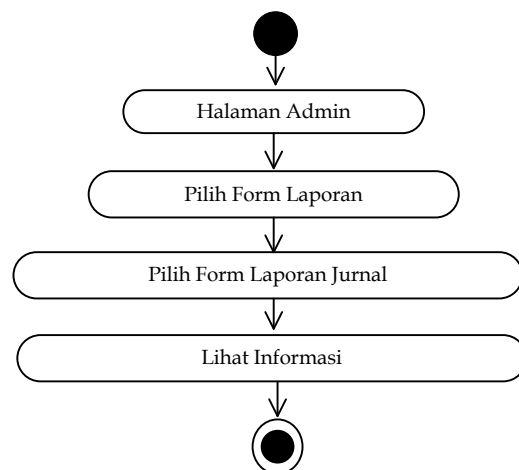 Halaman Admin
Pilih Form Laporan
Pilih Form Laporan Jurnal
Lihat Informasi